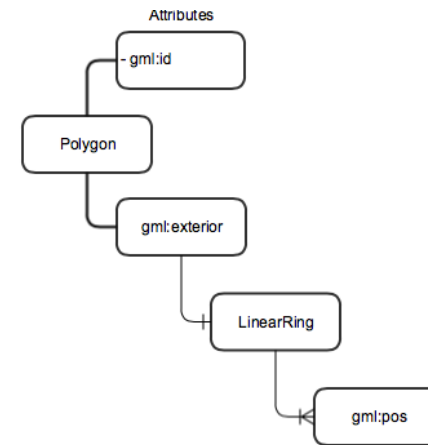 Attributes
- gml:id
Polygon
gml:exterior
LinearRing
gml:pos